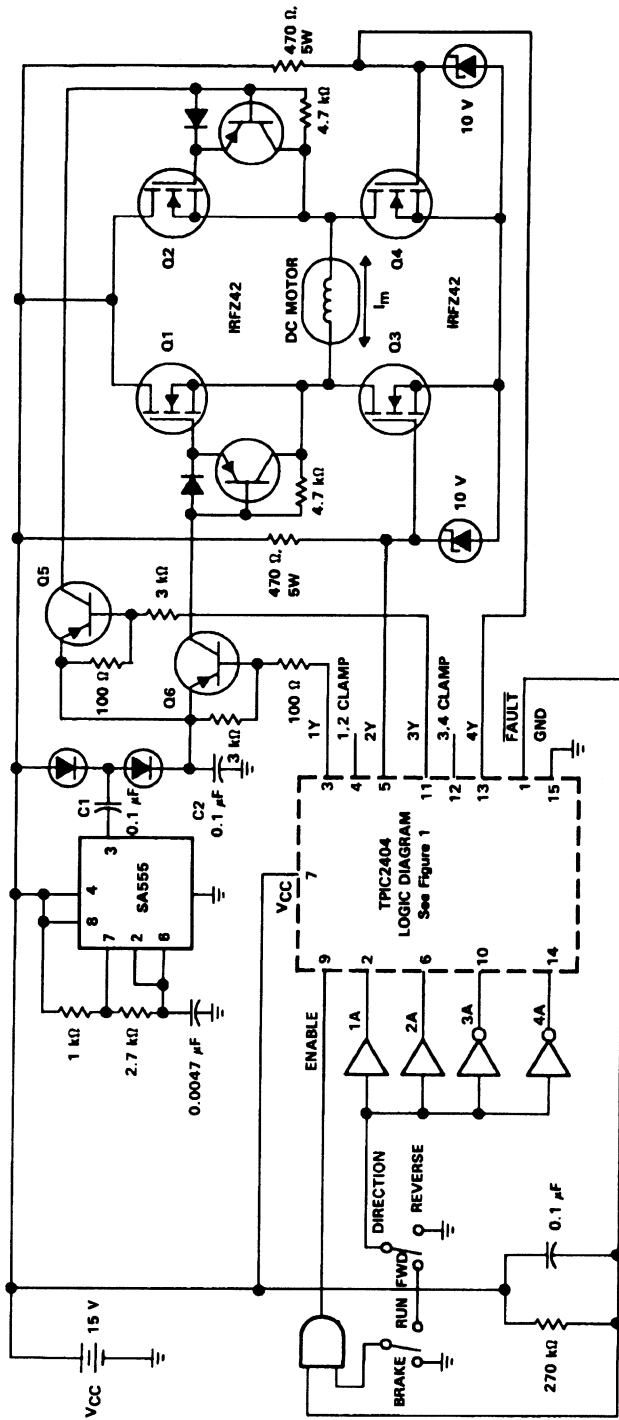 VCC
15 V
1 kΩ
2.7 kΩ
0.0047 μF
8
4
7
2
6
3
SA555
C1
0.1 μF
C2
0.1 μF
Q5
100 Ω
3 kΩ
Q6
3 kΩ
100 Ω
Q1
Q2
IRFZ42
4.7 kΩ
4.7 kΩ
470 Ω,
5W
470 Ω,
5W
DC MOTOR
Im
Q3
Q4
IRFZ42
10 V
10 V
BRAKE
RUN
FWD
DIRECTION
REVERSE
270 kΩ
0.1 μF
ENABLE
1A
2A
3A
4A
9
2
6
10
14
VCC
7
TPIC2404
LOGIC DIAGRAM
See Figure 1
3
4
5
11
12
13
1
15
1Y
1,2 CLAMP
2Y
3Y
3,4 CLAMP
4Y
FAULT
GND